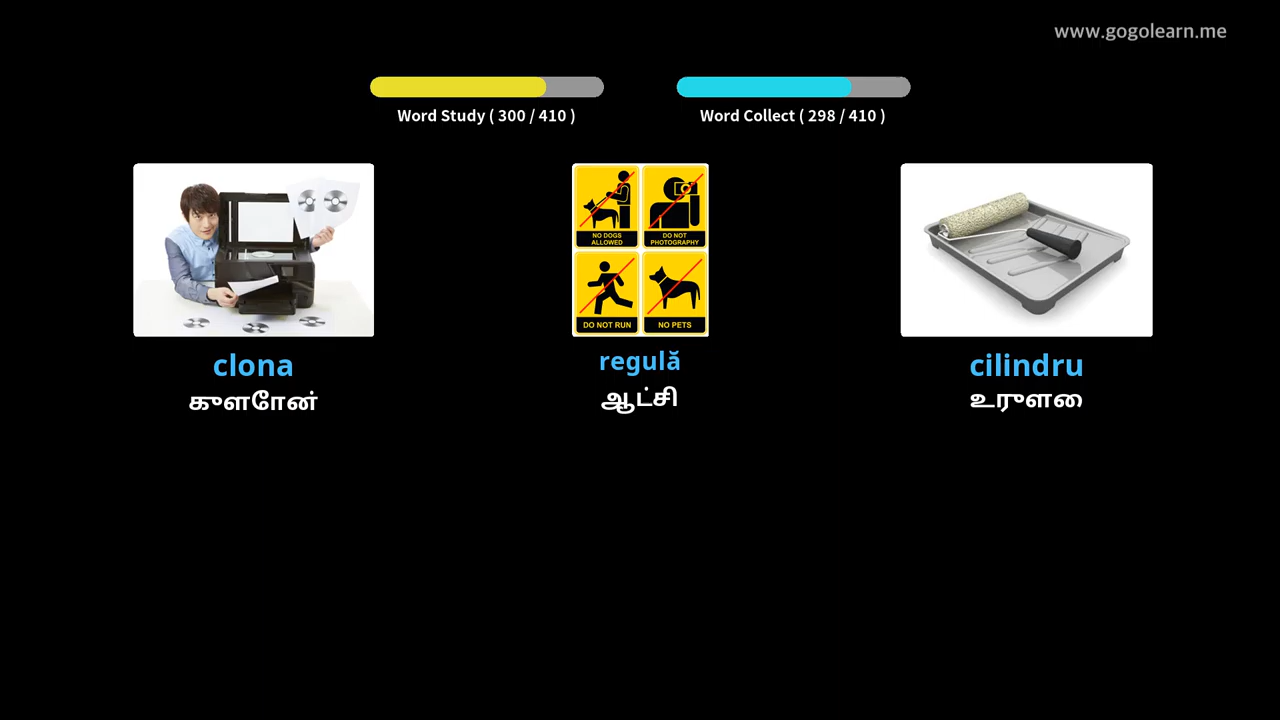 www.gogolearn.me
Word Study ( 300 / 410 )
Word Collect ( 298 / 410 )
NO DOGS
ALLOWED
DO NOT
PHOTOGRAPHY
DO NOT RUN
NO PETS
clona
regulă
cilindru
குளோன்
ஆட்சி
உருளை